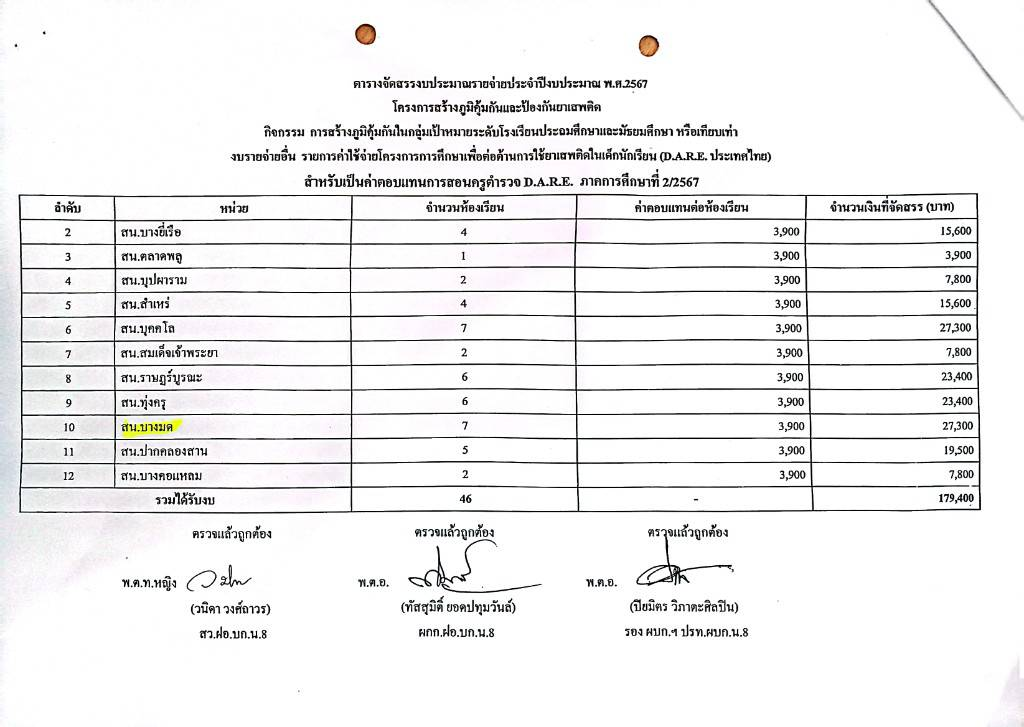 ตารางจัดสรรงบประมาณรายจ่ายประจำปีงบประมาณ พ.ศ.2567
โครงการสร้างภูมิคุ้มกันและป้องกันยาเสพติด
กิจกรรม การสร้างภูมิคุ้มกันในกลุ่มเป้าหมายระดับโรงเรียนประถมศึกษาและมัธยมศึกษา หรือเทียบเท่า
งบรายจ่ายอื่น รายการค่าใช้จ่ายโครงการการศึกษาเพื่อต่อต้านการใช้ยาเสพติดในเด็กนักเรียน (D.A.R.E. ประเทศไทย)
สำหรับเป็นค่าตอบแทนการสอนครูตำรวจ D.A.R.E. ภาคการศึกษาที่ 2/2567
ลำดับ หน่วย จำนวนห้องเรียน ค่าตอบแทนต่อห้องเรียน จำนวนเงินที่จัดสรร (บาท)
2 สน.บางยี่เรือ 4 3,900 15,600
3 สน.ตลาดพลู 1 3,900 3,900
4 สน.บุปผาราม 2 3,900 7,800
5 สน.สำเหร่ 4 3,900 15,600
6 สน.บุคคโล 7 3,900 27,300
7 สน.สมเด็จเจ้าพระยา 2 3,900 7,800
8 สน.ราษฎร์บูรณะ 6 3,900 23,400
9 สน.ทุ่งครุ 6 3,900 23,400
10 สน.บางมด 7 3,900 27,300
11 สน.ปากคลองสาน 5 3,900 19,500
12 สน.บางคอแหลม 2 3,900 7,800
รวมได้รับงบ 46 - 179,400
ตรวจแล้วถูกต้อง ตรวจแล้วถูกต้อง ตรวจแล้วถูกต้อง
พ.ต.ท.หญิง พ.ต.อ. พ.ต.อ.
(วนิดา วงศ์ถาวร) (ทัสสุมิติ์ ยอดปทุมวันล์) (ปิยมิตร วิภาตะศิลปิน)
สว.ฝอ.บก.น.8 ผกก.ฝอ.บก.น.8 รอง ผบก.ฯ ปรท.ผบก.น.8